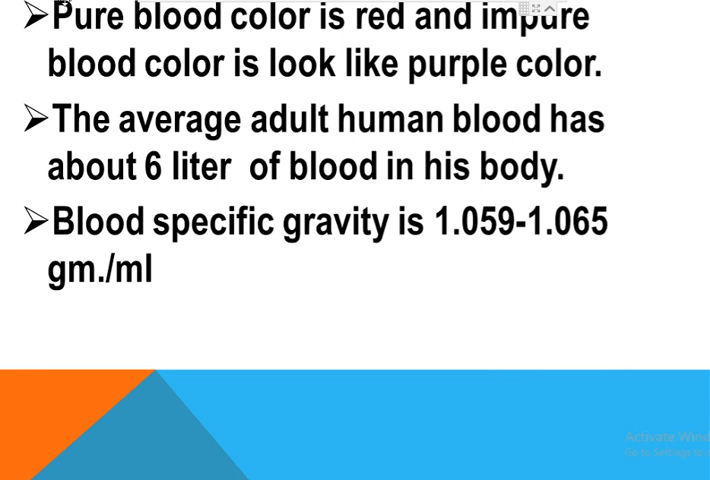 ➢Pure blood color is red and impure
blood color is look like purple color.
➢The average adult human blood has
about 6 liter  of blood in his body.
➢Blood specific gravity is 1.059-1.065
gm./ml
Activate Wind
Go to Settings to